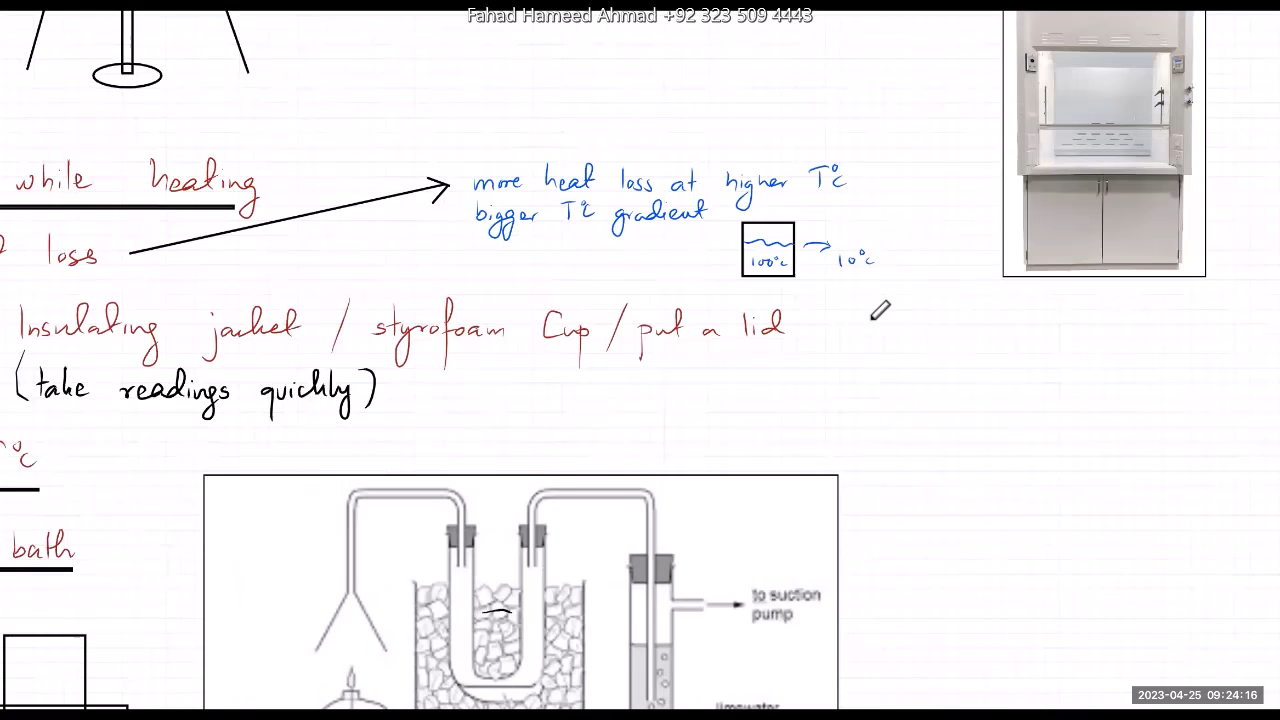 Fahad Hameed Ahmad +92 323 509 4443
while heating
more heat loss at higher T°C
bigger T°C gradient
loss
100°C → 10°C
Insulating jacket / styrofoam Cup / put a lid
(take readings quickly)
°C
bath
to suction
pump
limewater
2023-04-25 09:24:16